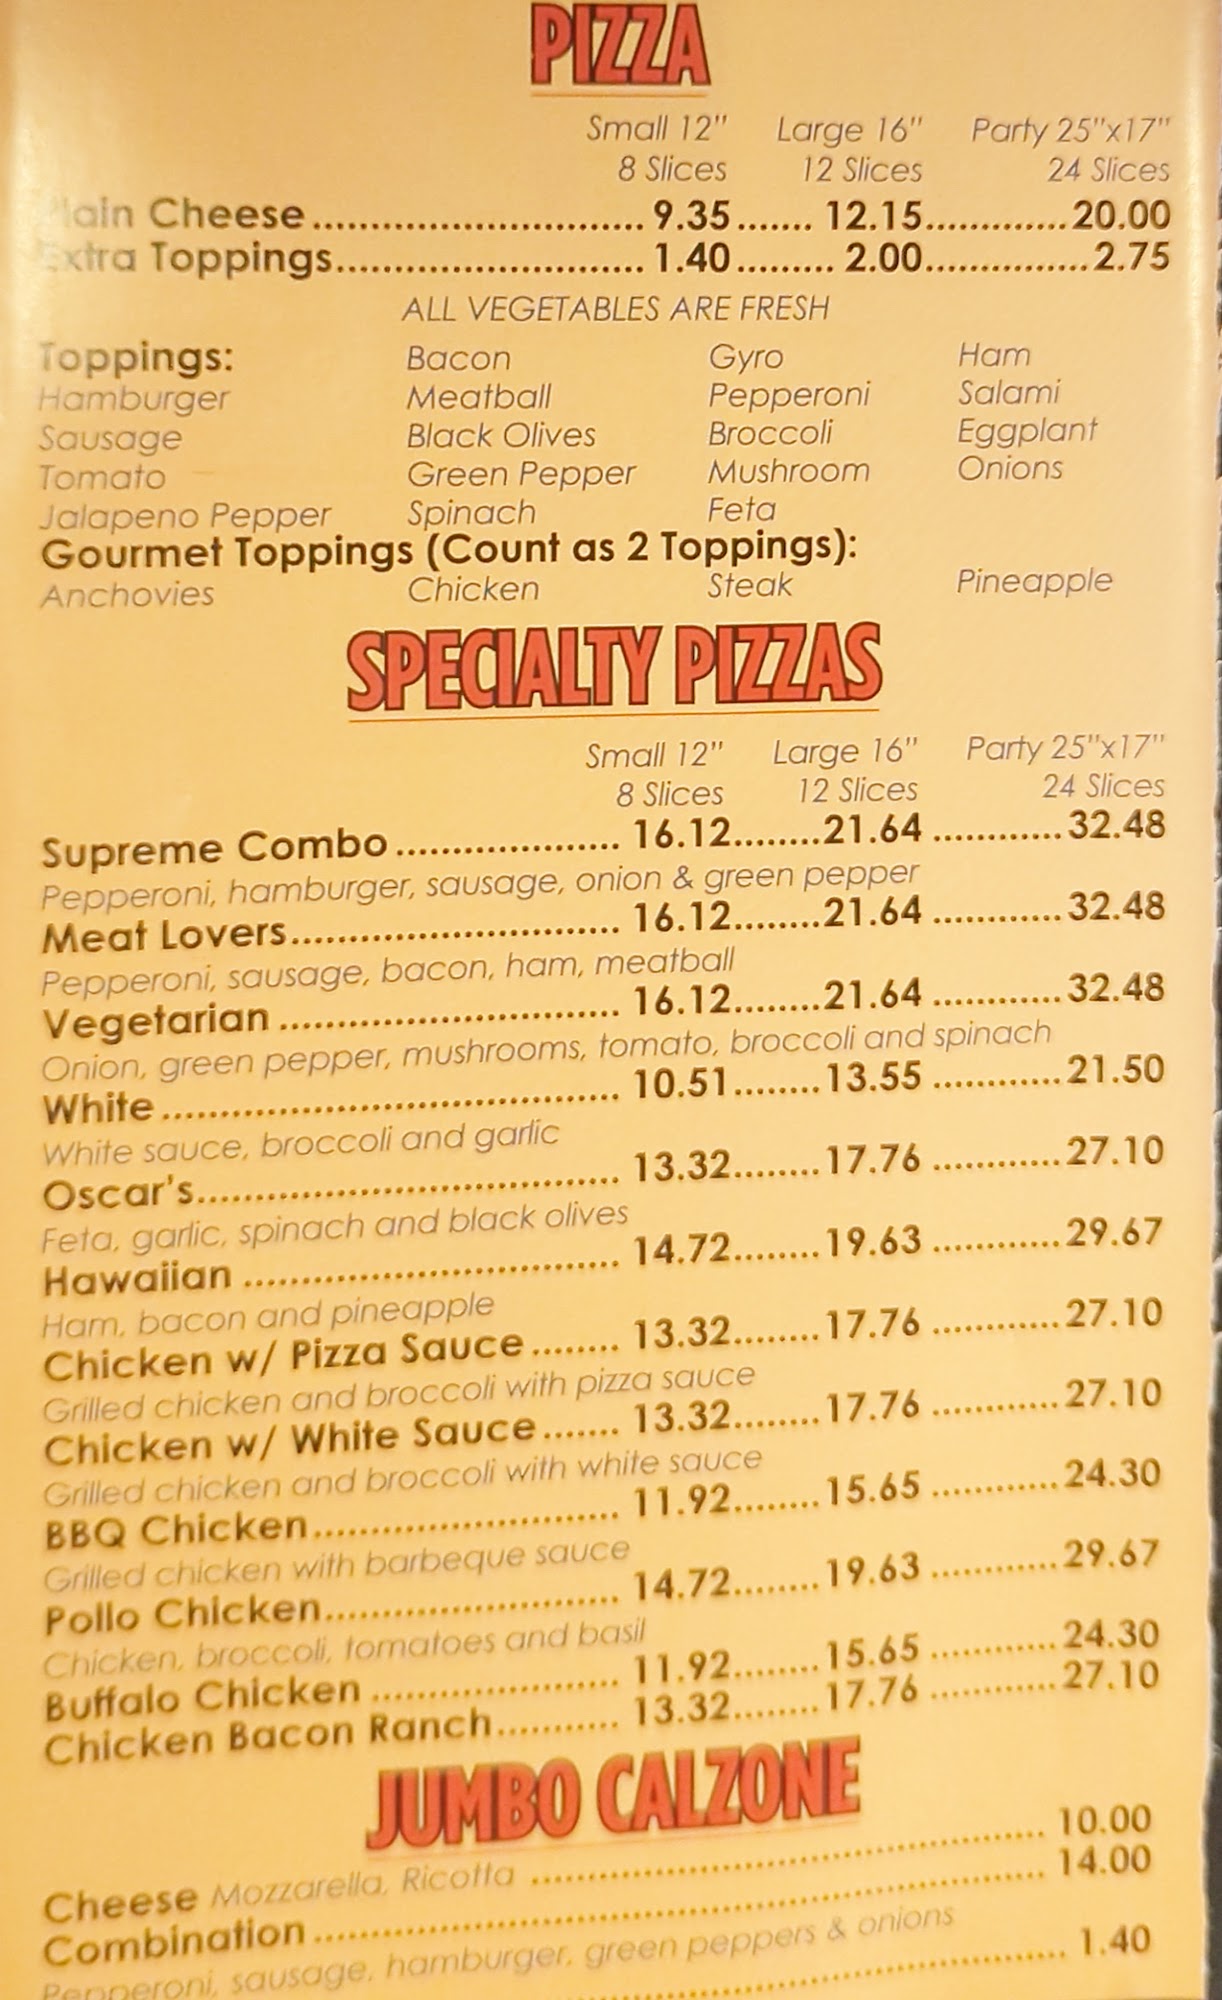 PIZZA
Small 12" Large 16" Party 25"x17"
8 Slices 12 Slices 24 Slices
Plain Cheese 9.35 12.15 20.00
Extra Toppings 1.40 2.00 2.75
ALL VEGETABLES ARE FRESH
Toppings: Bacon Gyro Ham
Hamburger Meatball Pepperoni Salami
Sausage Black Olives Broccoli Eggplant
Tomato Green Pepper Mushroom Onions
Jalapeno Pepper Spinach Feta
Gourmet Toppings (Count as 2 Toppings):
Anchovies Chicken Steak Pineapple
SPECIALTY PIZZAS
Small 12" Large 16" Party 25"x17"
8 Slices 12 Slices 24 Slices
Supreme Combo 16.12 21.64 32.48
Pepperoni, hamburger, sausage, onion & green pepper
Meat Lovers 16.12 21.64 32.48
Pepperoni, sausage, bacon, ham, meatball
Vegetarian 16.12 21.64 32.48
Onion, green pepper, mushrooms, tomato, broccoli and spinach
White 10.51 13.55 21.50
White sauce, broccoli and garlic
Oscar's 13.32 17.76 27.10
Feta, garlic, spinach and black olives
Hawaiian 14.72 19.63 29.67
Ham, bacon and pineapple
Chicken w/ Pizza Sauce 13.32 17.76 27.10
Grilled chicken and broccoli with pizza sauce
Chicken w/ White Sauce 13.32 17.76 27.10
Grilled chicken and broccoli with white sauce
BBQ Chicken 11.92 15.65 24.30
Grilled chicken with barbeque sauce
Pollo Chicken 14.72 19.63 29.67
Chicken, broccoli, tomatoes and basil
Buffalo Chicken 11.92 15.65 24.30
Chicken Bacon Ranch 13.32 17.76 27.10
JUMBO CALZONE
Cheese Mozzarella, Ricotta 10.00
Combination 14.00
Pepperoni, sausage, hamburger, green peppers & onions
1.40